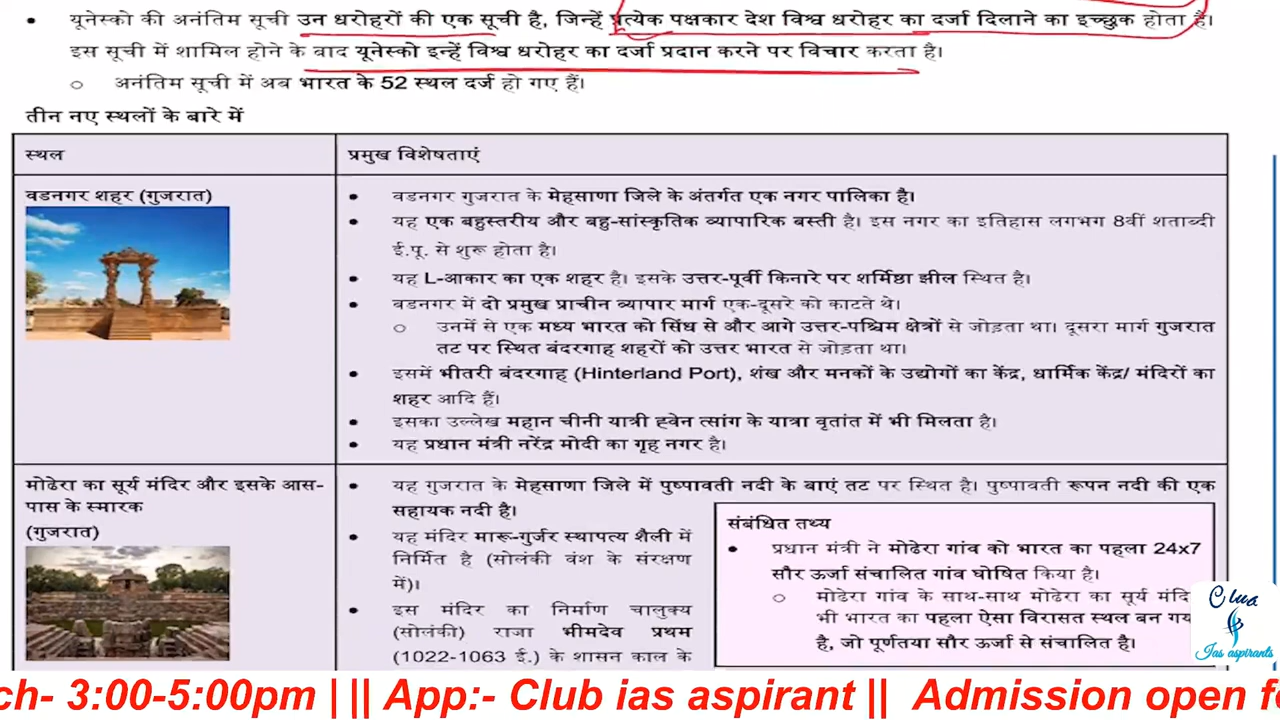 यूनेस्को की अनंतिम सूची उन धरोहरों की एक सूची है, जिन्हें प्रत्येक पक्षकार देश विश्व धरोहर का दर्जा दिलाने का इच्छुक होता है।
इस सूची में शामिल होने के बाद यूनेस्को इन्हें विश्व धरोहर का दर्जा प्रदान करने पर विचार करता है।
अनंतिम सूची में अब भारत के 52 स्थल दर्ज हो गए हैं।
तीन नए स्थलों के बारे में
स्थल
प्रमुख विशेषताएं
वडनगर शहर (गुजरात)
वडनगर गुजरात के मेहसाणा जिले के अंतर्गत एक नगर पालिका है।
यह एक बहुस्तरीय और बहु-सांस्कृतिक व्यापारिक बस्ती है। इस नगर का इतिहास लगभग 8वीं शताब्दी
ई.पू. से शुरू होता है।
यह L-आकार का एक शहर है। इसके उत्तर-पूर्वी किनारे पर शर्मिष्ठा झील स्थित है।
वडनगर में दो प्रमुख प्राचीन व्यापार मार्ग एक-दूसरे को काटते थे।
उनमें से एक मध्य भारत को सिंध से और आगे उत्तर-पश्चिम क्षेत्रों से जोड़ता था। दूसरा मार्ग गुजरात
तट पर स्थित बंदरगाह शहरों को उत्तर भारत से जोड़ता था।
इसमें भीतरी बंदरगाह (Hinterland Port), शंख और मनकों के उद्योगों का केंद्र, धार्मिक केंद्र/ मंदिरों का
शहर आदि हैं।
इसका उल्लेख महान चीनी यात्री ह्वेन त्सांग के यात्रा वृतांत में भी मिलता है।
यह प्रधान मंत्री नरेंद्र मोदी का गृह नगर है।
मोढेरा का सूर्य मंदिर और इसके आस-
पास के स्मारक
(गुजरात)
यह गुजरात के मेहसाणा जिले में पुष्पावती नदी के बाएं तट पर स्थित है। पुष्पावती रूपन नदी की एक
सहायक नदी है।
यह मंदिर मारू-गुर्जर स्थापत्य शैली में
निर्मित है (सोलंकी वंश के संरक्षण
में)।
इस मंदिर का निर्माण चालुक्य
(सोलंकी) राजा भीमदेव प्रथम
(1022-1063 ई.) के शासन काल के
संबंधित तथ्य
प्रधान मंत्री ने मोढेरा गांव को भारत का पहला 24x7
सौर ऊर्जा संचालित गांव घोषित किया है।
मोढेरा गांव के साथ-साथ मोढेरा का सूर्य मंदि
भी भारत का पहला ऐसा विरासत स्थल बन गय
है, जो पूर्णतया सौर ऊर्जा से संचालित है।
Club
Ias aspirants
ch- 3:00-5:00pm | || App:- Club ias aspirant || Admission open fo